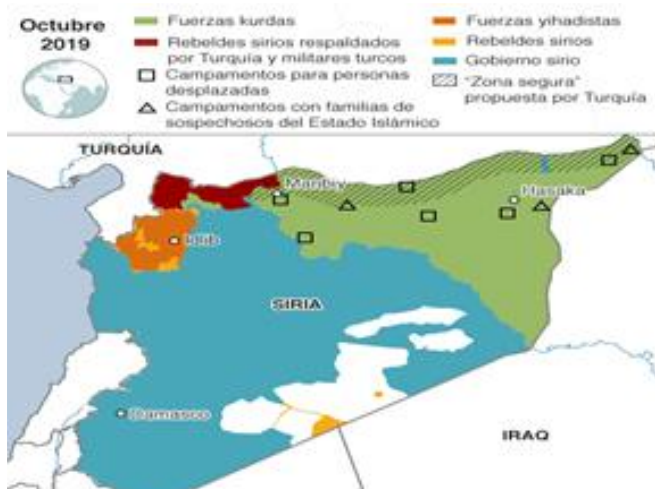 Octubre
2019
Fuerzas kurdas
Rebeldes sirios respaldados
por Turquía y militares turcos
Campamentos para personas
desplazadas
Campamentos con familias de
sospechosos del Estado Islámico
Fuerzas yihadistas
Rebeldes sirios
Gobierno sirio
"Zona segura"
propuesta por Turquía
TURQUÍA
Manbiy
Hasaka
Idlib
SIRIA
Damasco
IRAQ